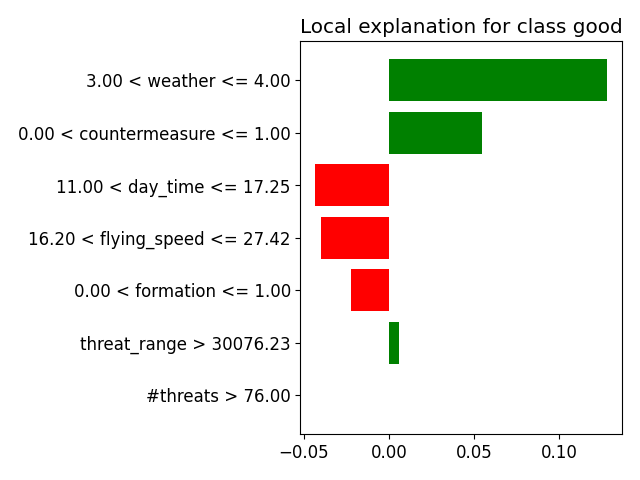 Local explanation for class good
3.00 < weather <= 4.00
0.00 < countermeasure <= 1.00
11.00 < day_time <= 17.25
16.20 < flying_speed <= 27.42
0.00 < formation <= 1.00
threat_range > 30076.23
#threats > 76.00
−0.05 0.00 0.05 0.10